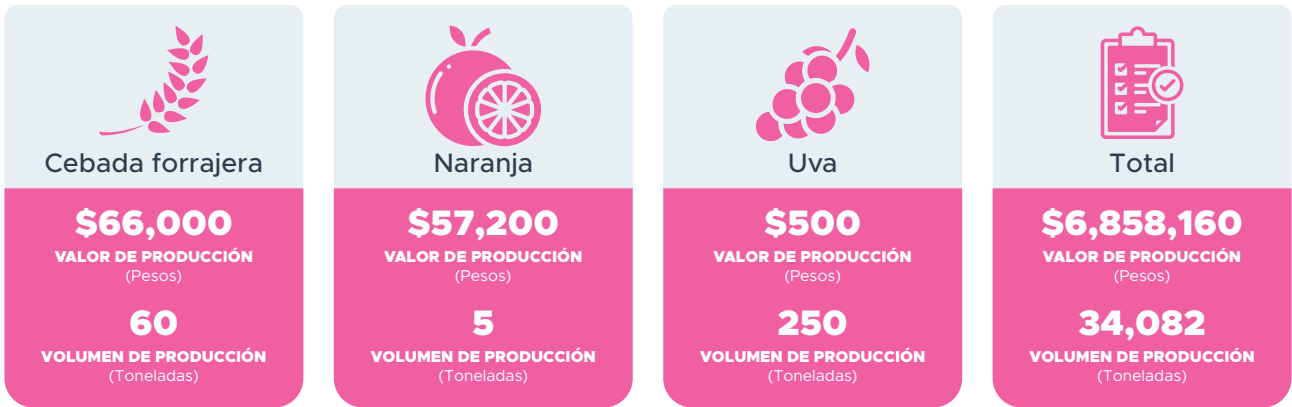 Cebada forrajera
$66,000
VALOR DE PRODUCCIÓN
(Pesos)
60
VOLUMEN DE PRODUCCIÓN
(Toneladas)
Naranja
$57,200
VALOR DE PRODUCCIÓN
(Pesos)
5
VOLUMEN DE PRODUCCIÓN
(Toneladas)
Uva
$500
VALOR DE PRODUCCIÓN
(Pesos)
250
VOLUMEN DE PRODUCCIÓN
(Toneladas)
Total
$6,858,160
VALOR DE PRODUCCIÓN
(Pesos)
34,082
VOLUMEN DE PRODUCCIÓN
(Toneladas)